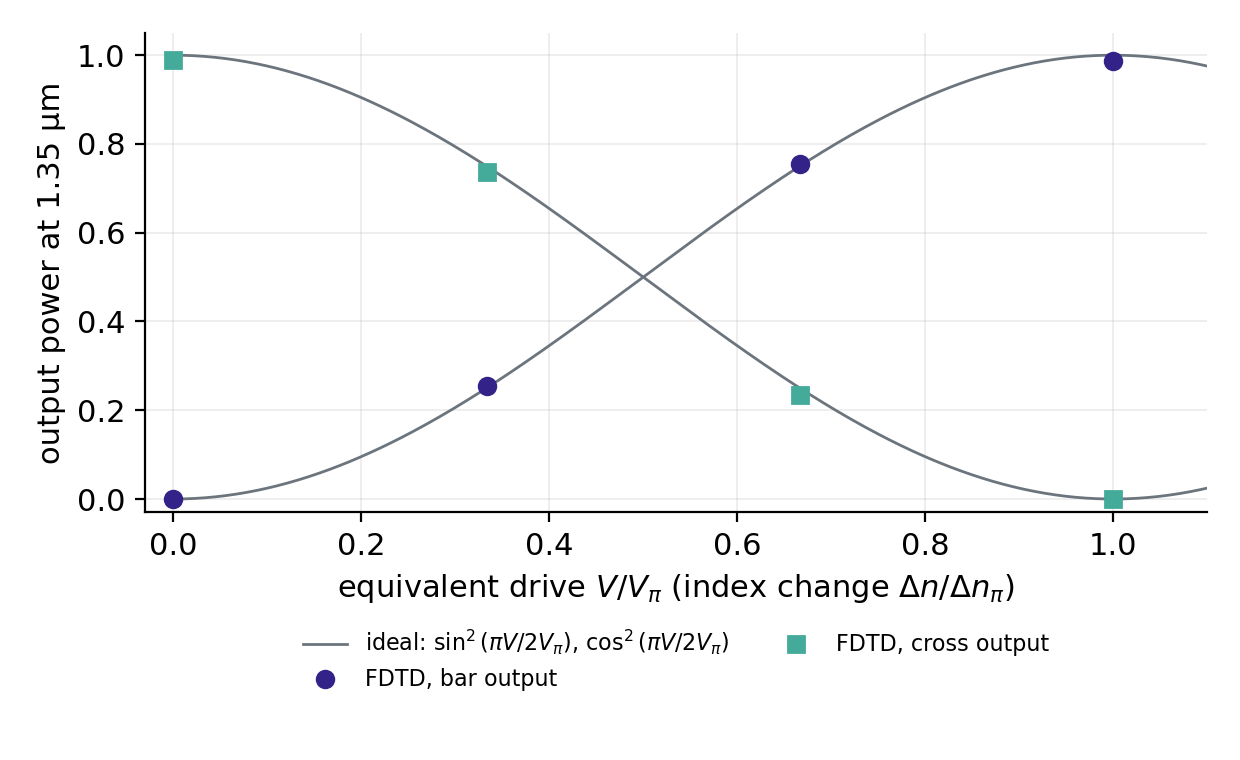 output power at 1.35 µm
1.0
0.8
0.6
0.4
0.2
0.0
0.0 0.2 0.4 0.6 0.8 1.0
equivalent drive V/Vπ (index change Δn/Δnπ)
ideal: sin² (πV/2Vπ), cos² (πV/2Vπ)
FDTD, bar output
FDTD, cross output